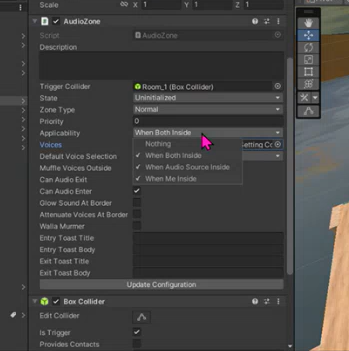 Scale X 1 Y 1 Z 1
AudioZone
Script AudioZone
Description
Trigger Collider Room_1 (Box Collider)
State Uninitialized
Zone Type Normal
Priority 0
Applicability When Both Inside
Nothing
Voices etting Co
When Both Inside
Default Voice Selection
When Audio Source Inside
Muffle Voices Outside
When Me Inside
Can Audio Exit
Can Audio Enter
Glow Sound At Border
Attenuate Voices At Border
Walla Murmer
Entry Toast Title
Entry Toast Body
Exit Toast Title
Exit Toast Body
Update Configuration
Box Collider
Edit Collider
Is Trigger
Provides Contacts